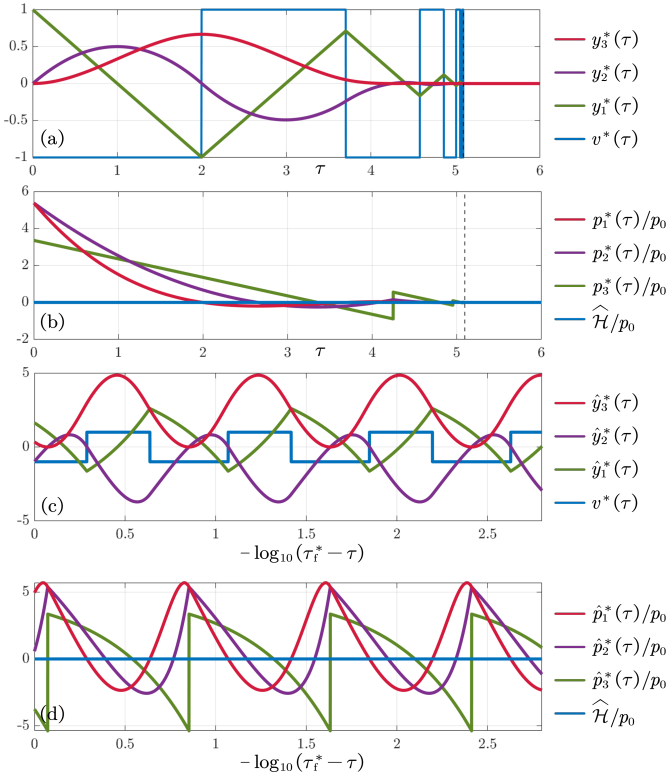 1
0.5
0
-0.5
-1
(a)
0 1 2 3 4 5 6
τ
y₃*(τ)
y₂*(τ)
y₁*(τ)
v*(τ)
6
4
2
0
-2
(b)
0 1 2 3 4 5 6
τ
p₁*(τ)/p₀
p₂*(τ)/p₀
p₃*(τ)/p₀
Ĥ/p₀
5
0
-5
(c)
0 0.5 1 1.5 2 2.5
−log₁₀(τf* − τ)
ŷ₃*(τ)
ŷ₂*(τ)
ŷ₁*(τ)
v*(τ)
5
0
-5
(d)
0 0.5 1 1.5 2 2.5
−log₁₀(τf* − τ)
p̂₁*(τ)/p₀
p̂₂*(τ)/p₀
p̂₃*(τ)/p₀
Ĥ/p₀